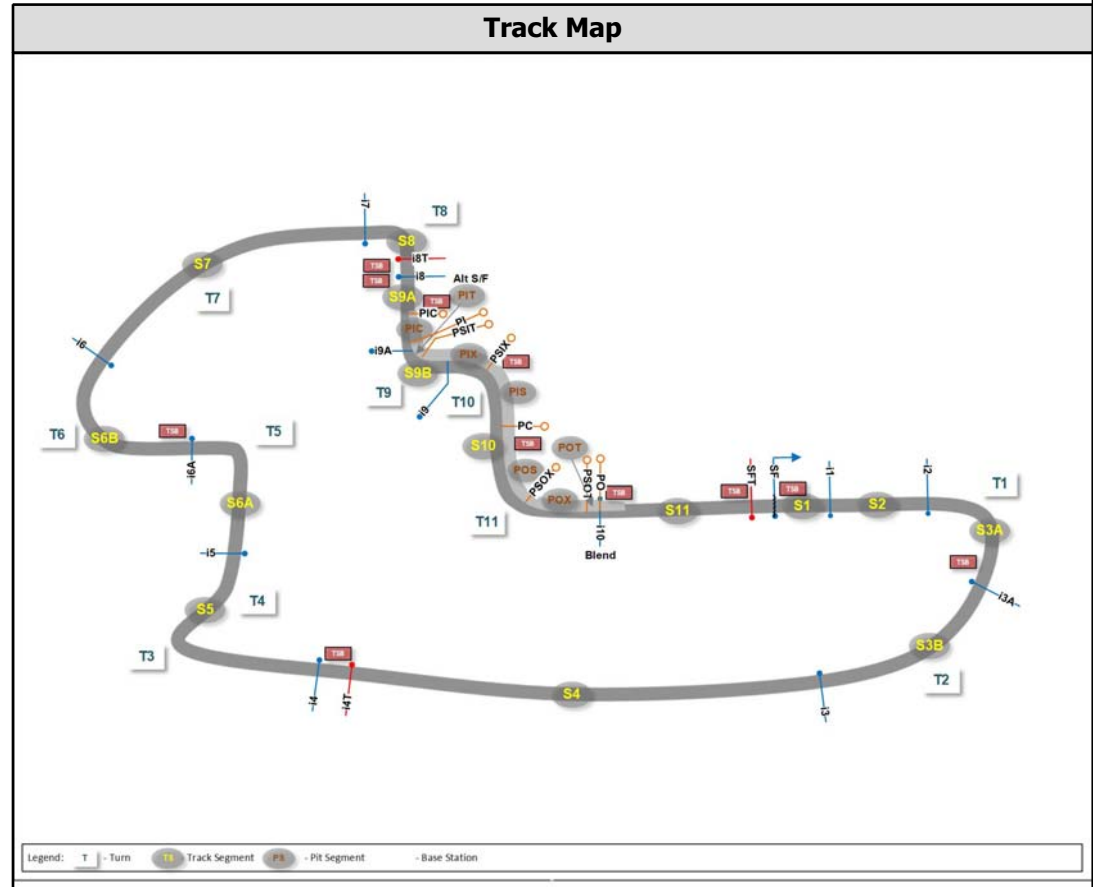 Track Map
i7
T8
S8
i8T
TSB
i8
TSB
Alt S/F
S7
S9A
TSB
PIT
T7
PIC
PI
PIC
PSIT
i6
i9A
PIX
PSIX
TSB
S9B
T9
T10
PIS
i9
T6
S6B
TSB
T5
i6A
PC
S10
TSB
POT
POS
PSOX
PSOT
PO
SFT
SF
i1
i2
T1
S6A
POX
TSB
TSB
TSB
S11
S1
S2
T11
S3A
i10
Blend
i5
TSB
i3A
S5
T4
T3
TSB
S3B
T2
i4
i4T
S4
i3
Legend: T - Turn TS Track Segment PS - Pit Segment - Base Station